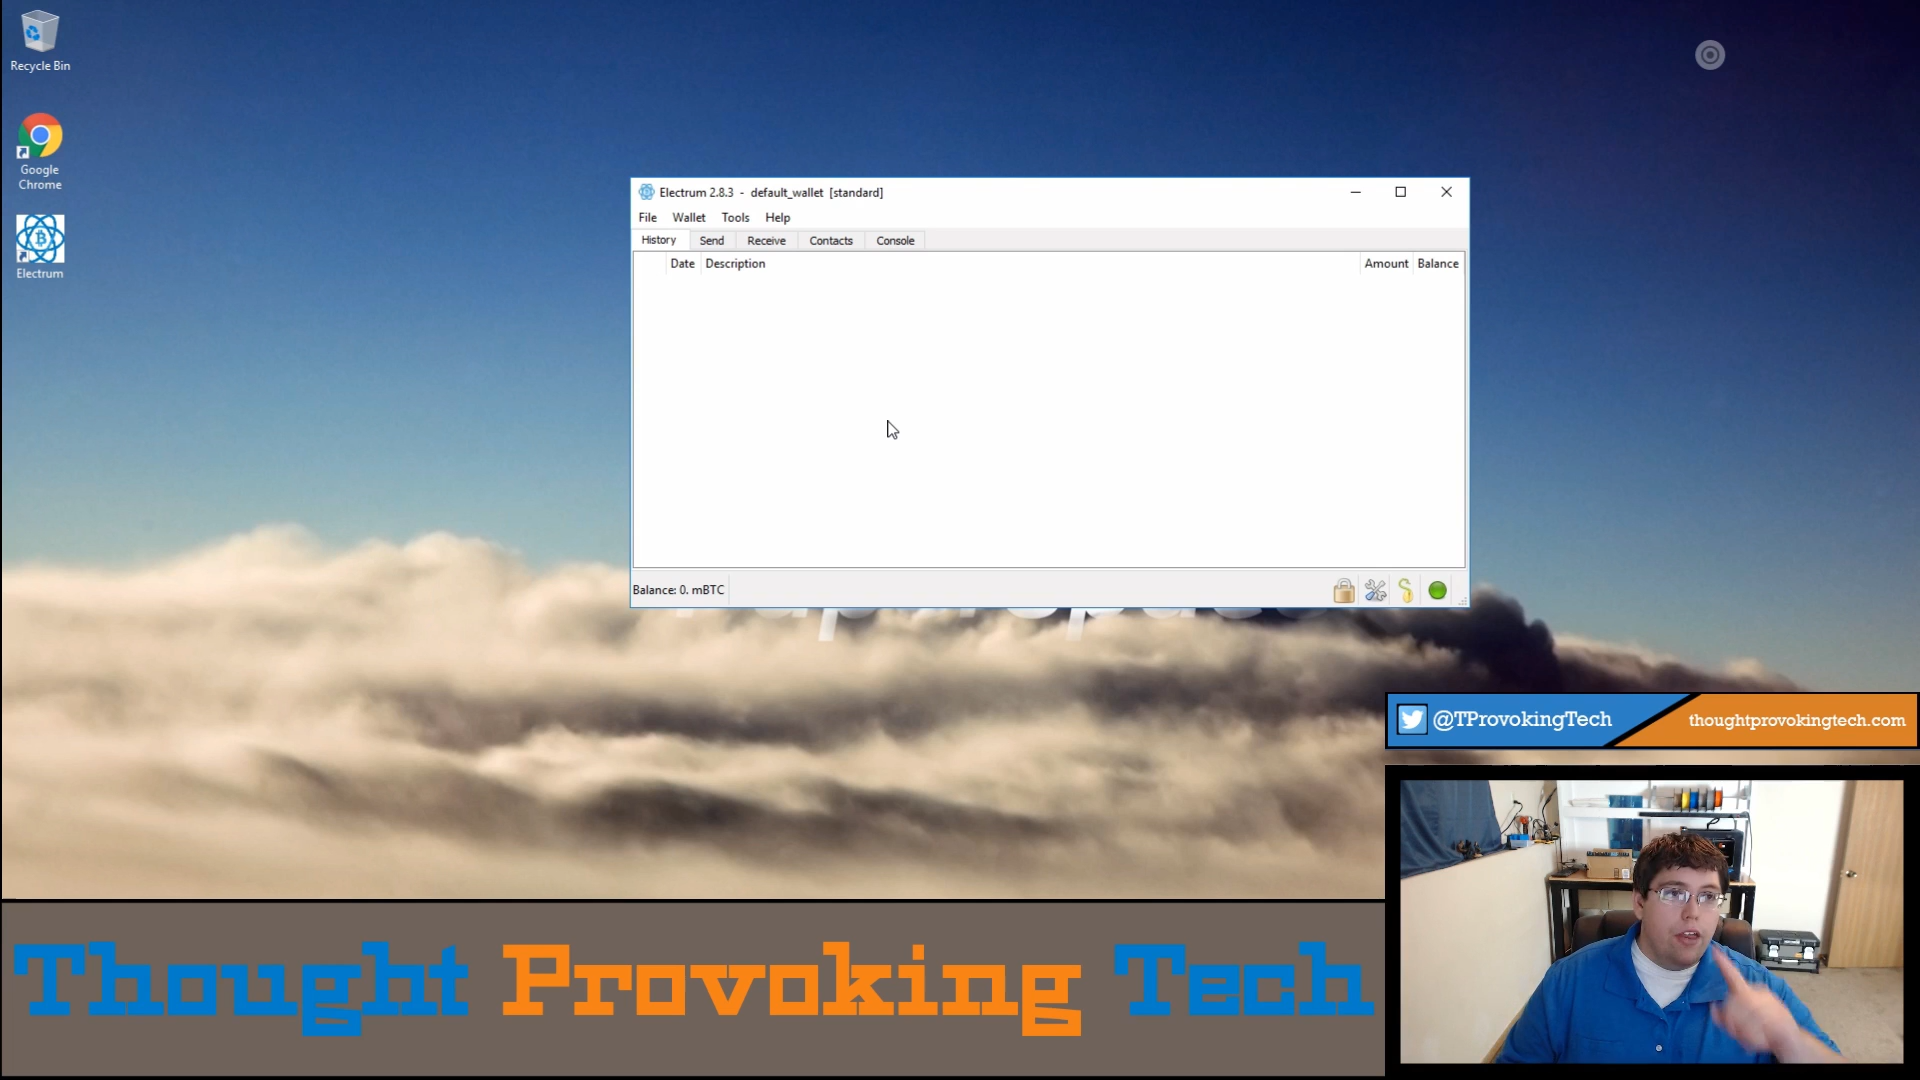 Recycle Bin
Google
Chrome
Electrum
Electrum 2.8.3 - default_wallet [standard]
File Wallet Tools Help
History Send Receive Contacts Console
Date Description Amount Balance
Balance: 0. mBTC
@TProvokingTech
thoughtprovokingtech.com
Thought Provoking Tech